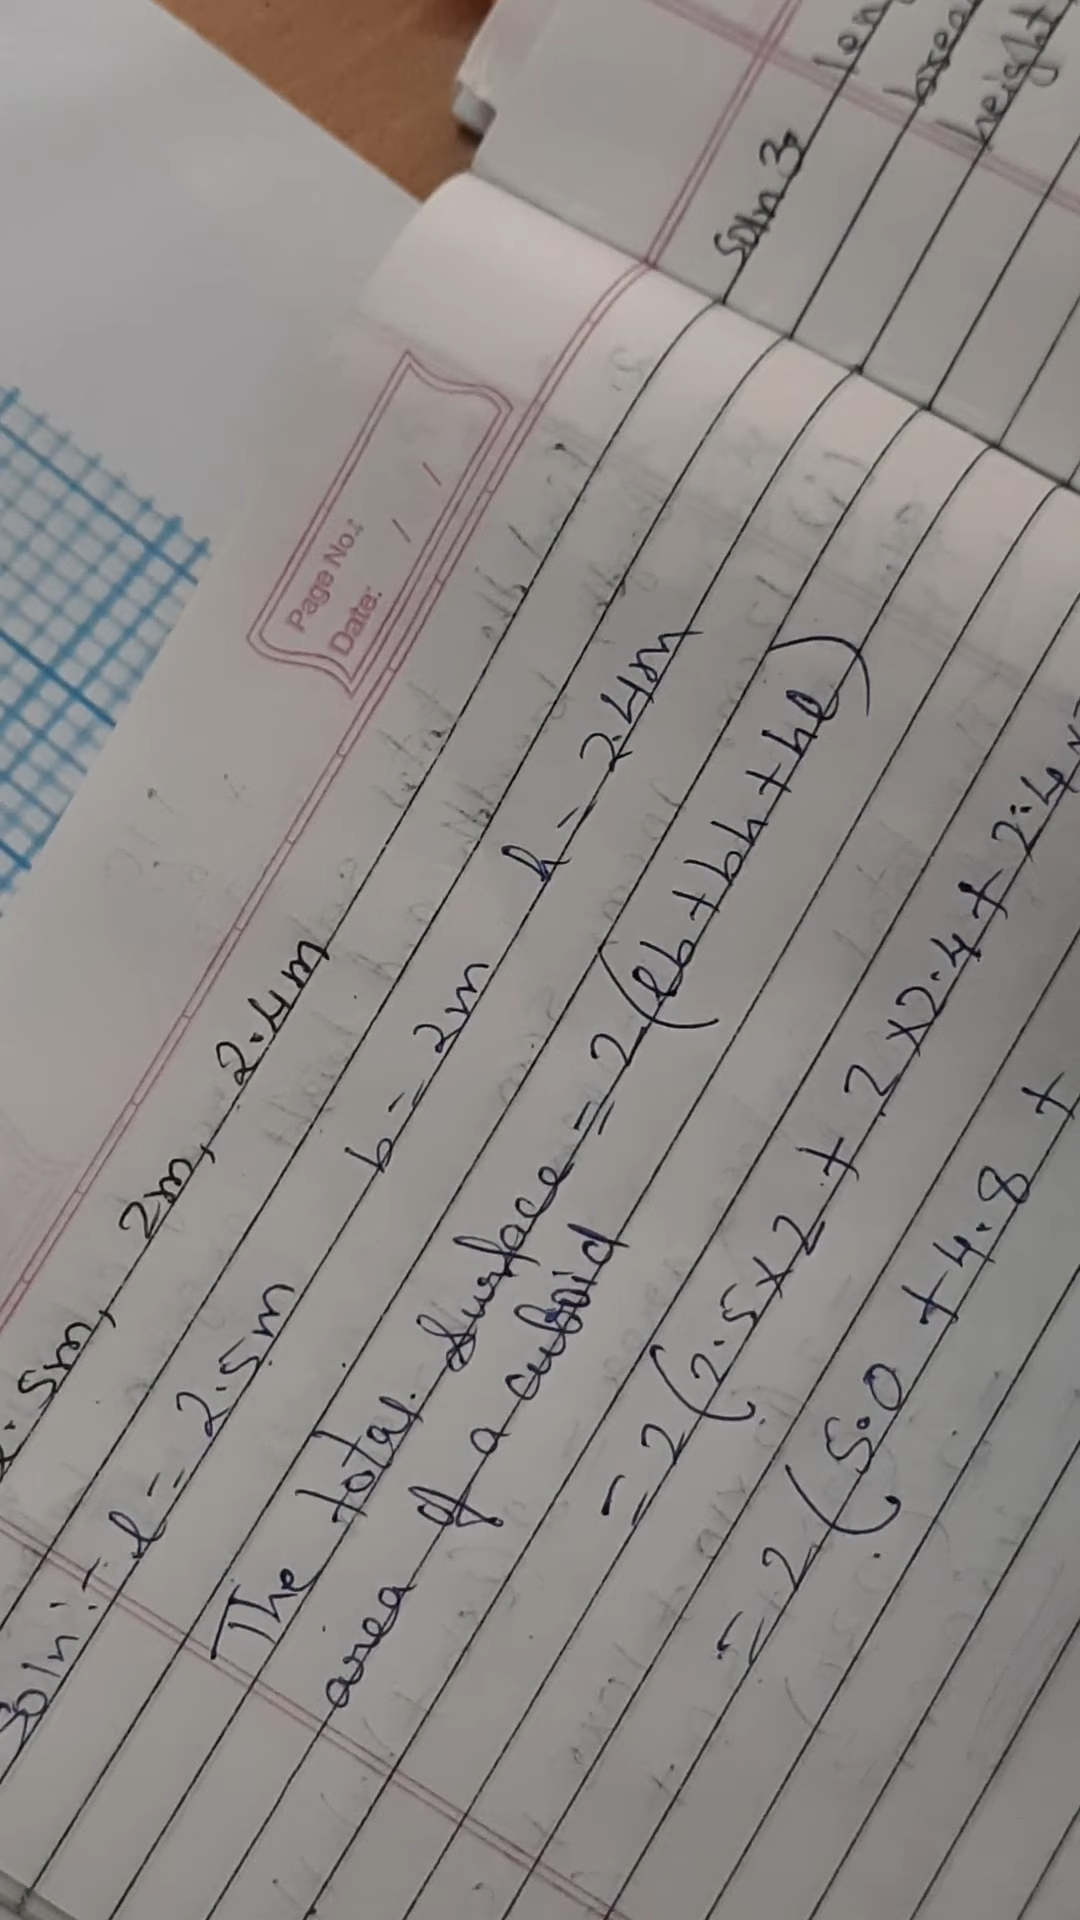 Soln 3.
height
Page No.:
Date: / /
5m, 2m, 2.4m
Soln:- l = 2.5m b = 2m h = 2.4m
The total surface = 2(lb + bh + hl)
area of a cuboid
= 2(2.5×2 + 2×2.4 + 2.4
= 2(5.0 + 4.8 +